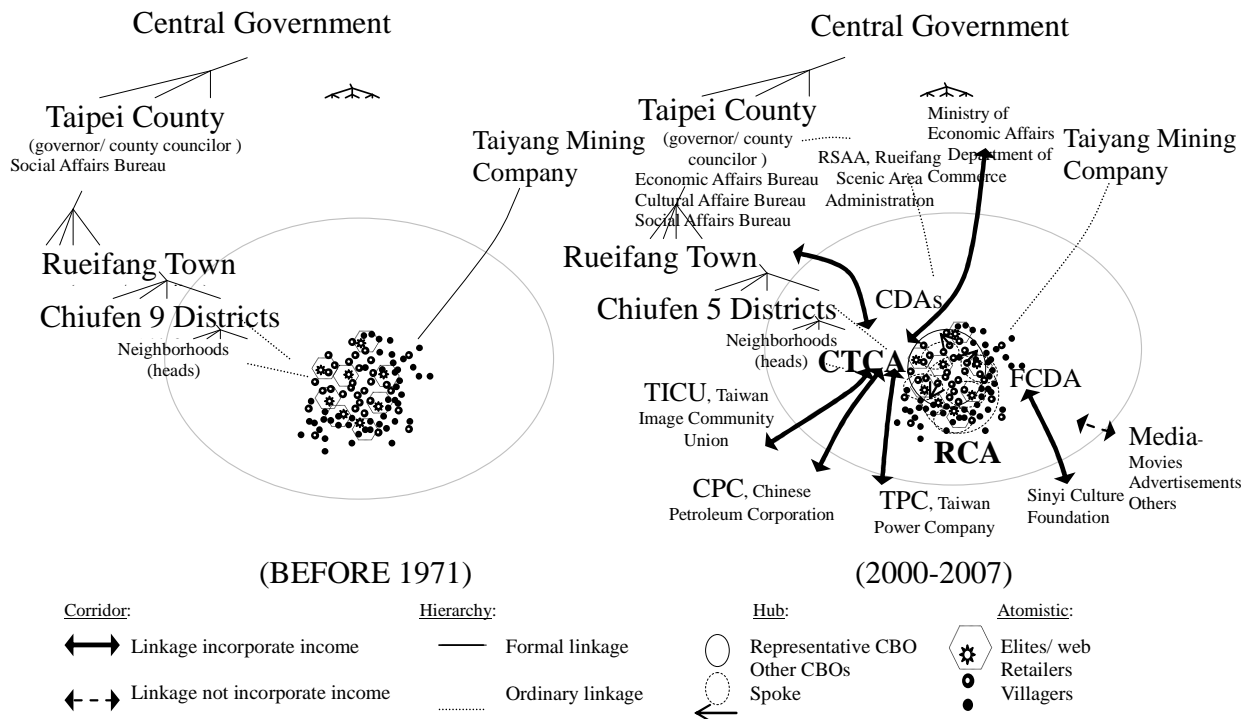 Central Government
Taipei County
(governor/ county councilor )
Social Affairs Bureau
Taiyang Mining
Company
Rueifang Town
Chiufen 9 Districts
Neighborhoods
(heads)
(BEFORE 1971)
Central Government
Taipei County
(governor/ county
councilor )
Economic Affairs Bureau
Cultural Affaire Bureau
Social Affairs Bureau
RSAA, Rueifang
Scenic Area
Administration
Ministry of
Economic Affairs
Department of
Commerce
Taiyang Mining
Company
Rueifang Town
Chiufen 5 Districts
Neighborhoods
(heads)
CDAs
CTCA
FCDA
RCA
TICU, Taiwan
Image Community
Union
CPC, Chinese
Petroleum Corporation
TPC, Taiwan
Power Company
Sinyi Culture
Foundation
Media-
Movies
Advertisements
Others
(2000-2007)
Corridor:
Linkage incorporate income
Linkage not incorporate income
Hierarchy:
Formal linkage
Ordinary linkage
Hub:
Representative CBO
Other CBOs
Spoke
Atomistic:
Elites/ web
Retailers
Villagers